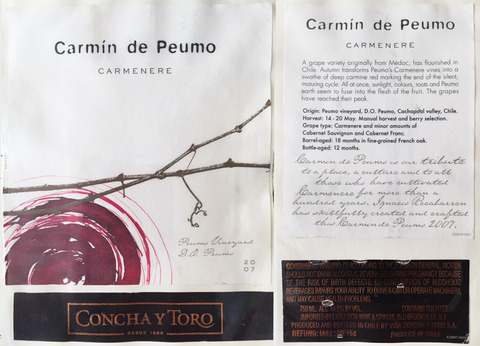 Carmín de Peumo
CARMENERE
Peumo Vineyard
D.O. Peumo
20
07
CONCHA Y TORO
DESDE 1883
Carmín de Peumo
CARMENERE
A grape variety originally from Médoc, has flourished in
Chile. Autumn transforms Peumo's Carmenere vines into a
swathe of deep carmine red marking the end of the silent,
maturing cycle. All at once, sunlight, colours, roots and Peumo
earth seem to fuse into the flesh of the fruit. The grapes
have reached their peak.
Origin: Peumo vineyard, D.O. Peumo, Cachapoal valley, Chile.
Harvest: 14 - 20 May. Manual harvest and berry selection.
Grape type: Carmenere and minor amounts of
Cabernet Sauvignon and Cabernet Franc.
Barrel-aged: 18 months in fine-grained French oak.
Bottle-aged: 12 months.
Carmín de Peumo is our tribute
to a place, a culture and to all
those who have cultivated
Carmenere for more than a
hundred years. Ignacio Recabarren
has skillfully created and crafted
this Carmín de Peumo 2007.
GOVERNMENT WARNING: ACCORDING TO THE SURGEON GENERAL, WOMEN
SHOULD NOT DRINK ALCOHOLIC BEVERAGES DURING PREGNANCY BECAUSE
OF THE RISK OF BIRTH DEFECTS. CONSUMPTION OF ALCOHOLIC
BEVERAGES IMPAIRS YOUR ABILITY TO DRIVE A CAR OR OPERATE MACHINERY,
AND MAY CAUSE HEALTH PROBLEMS.
750 ML. ALC. BY VOL CONTAINS SULFITES
IMPORTED BY
PRODUCED AND BOTTLED IN CHILE BY VIÑA CONCHA Y TORO S.A.